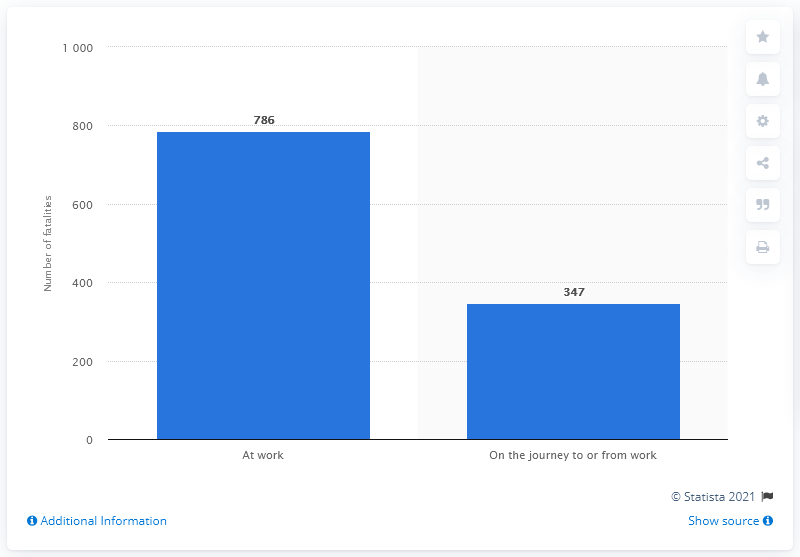 1 000
800
600
400
200
0
Number of fatalities
786
347
At work
On the journey to or from work
© Statista 2021
Additional Information
Show source